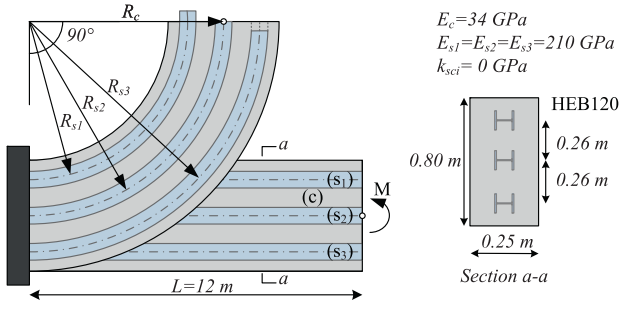 R_c
90°
R_s3
R_s2
R_s1
a
(s_1)
(c)
M
(s_2)
(s_3)
a
L=12 m
E_c=34 GPa
E_s1=E_s2=E_s3=210 GPa
k_sci= 0 GPa
HEB120
0.26 m
0.80 m
0.26 m
0.25 m
Section a-a